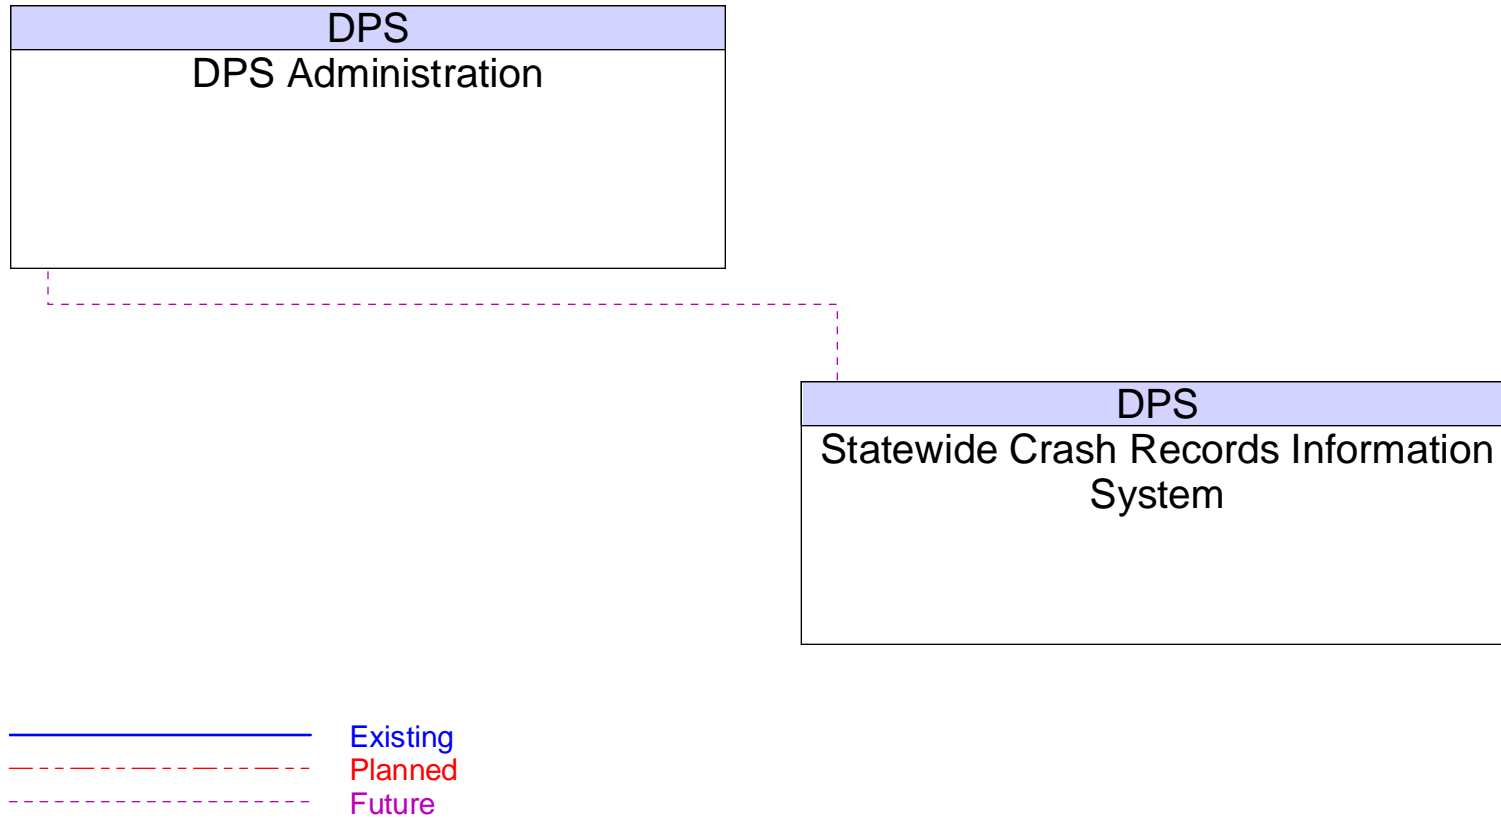 DPS
DPS Administration
DPS
Statewide Crash Records Information
System
Existing
Planned
Future